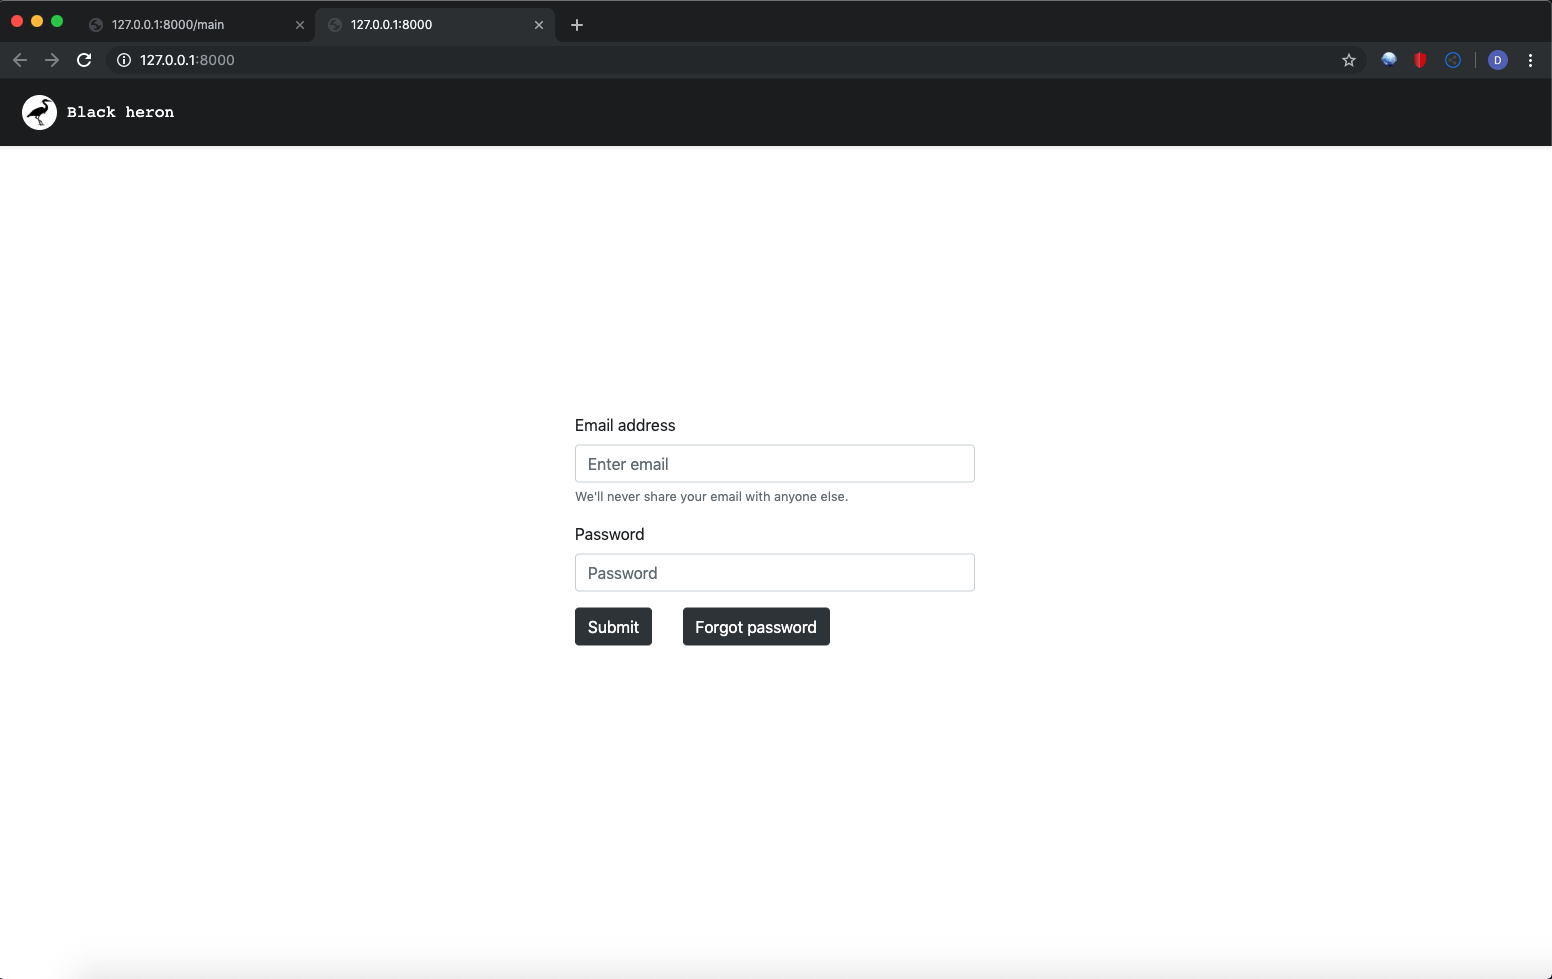 127.0.0.1:8000/main
127.0.0.1:8000
127.0.0.1:8000
D
Black heron
Email address
Enter email
We'll never share your email with anyone else.
Password
Password
Submit
Forgot password